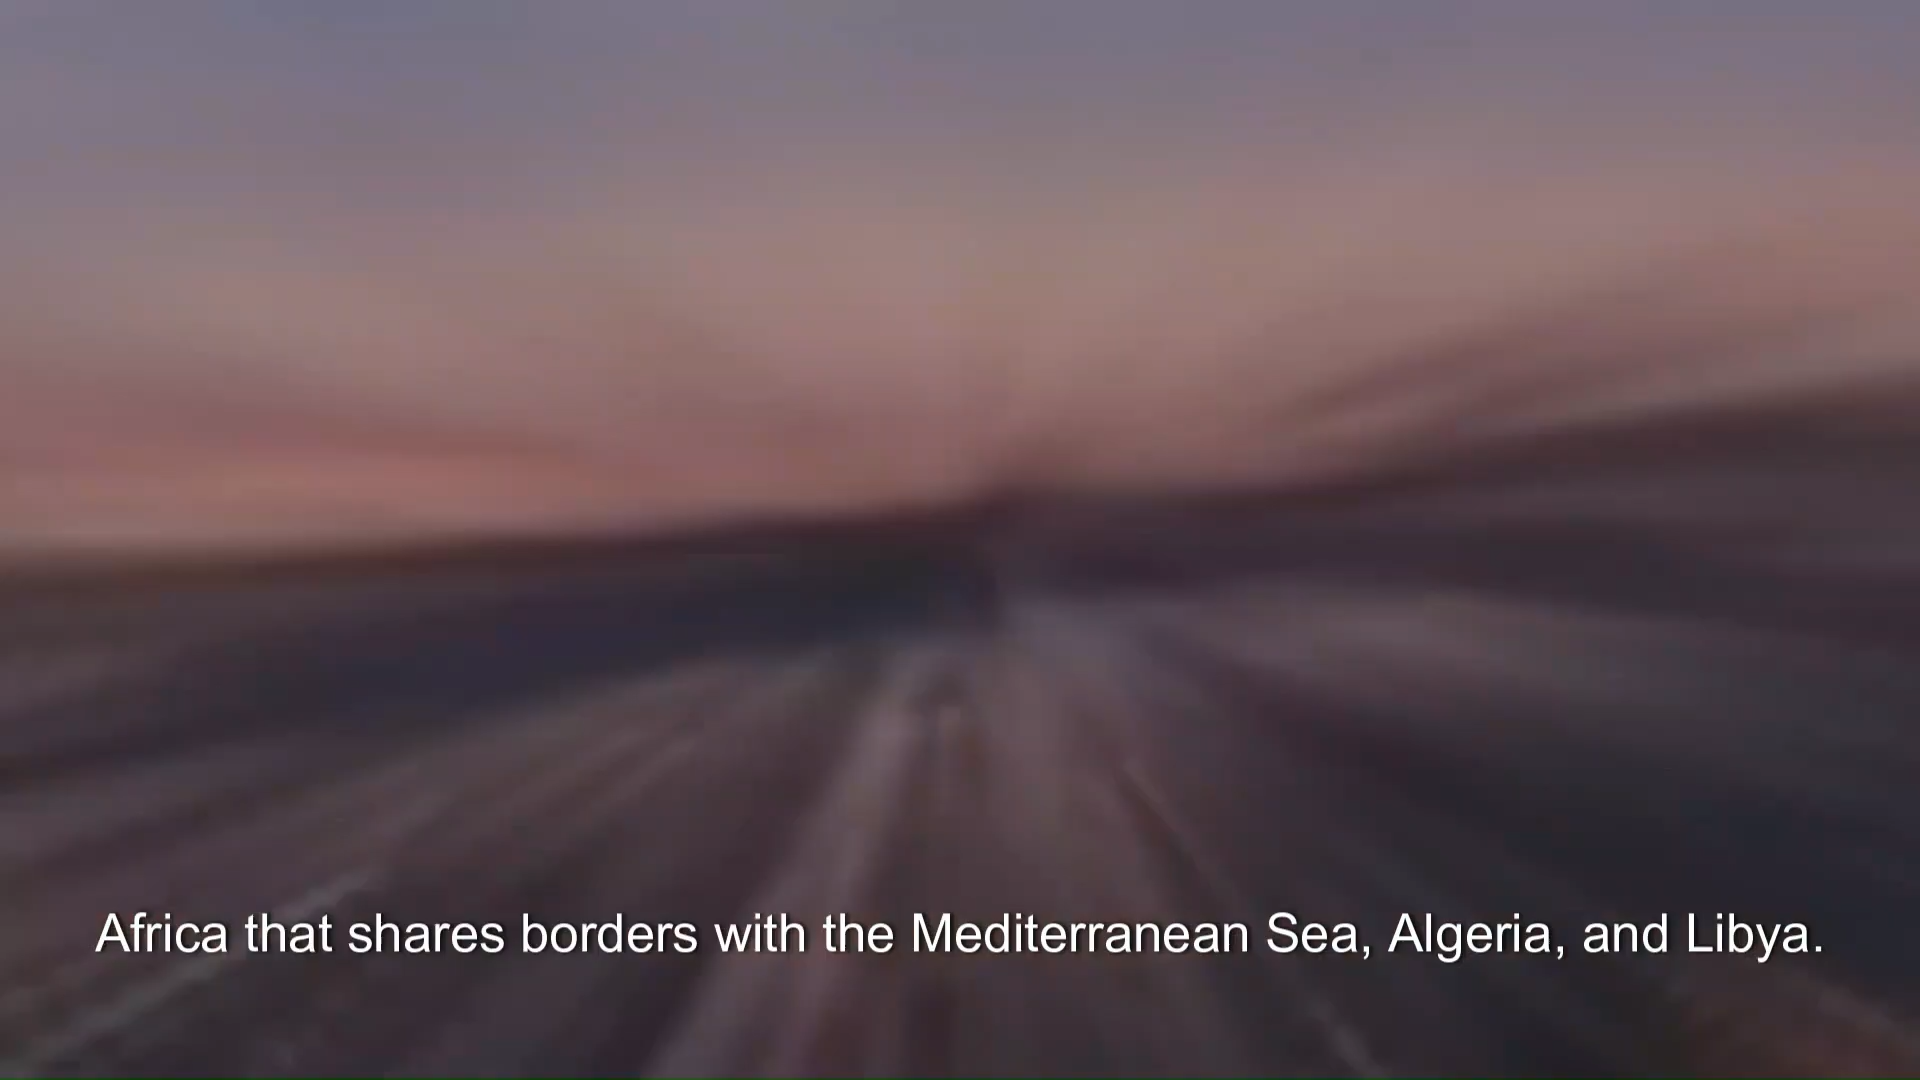 Africa that shares borders with the Mediterranean Sea, Algeria, and Libya.